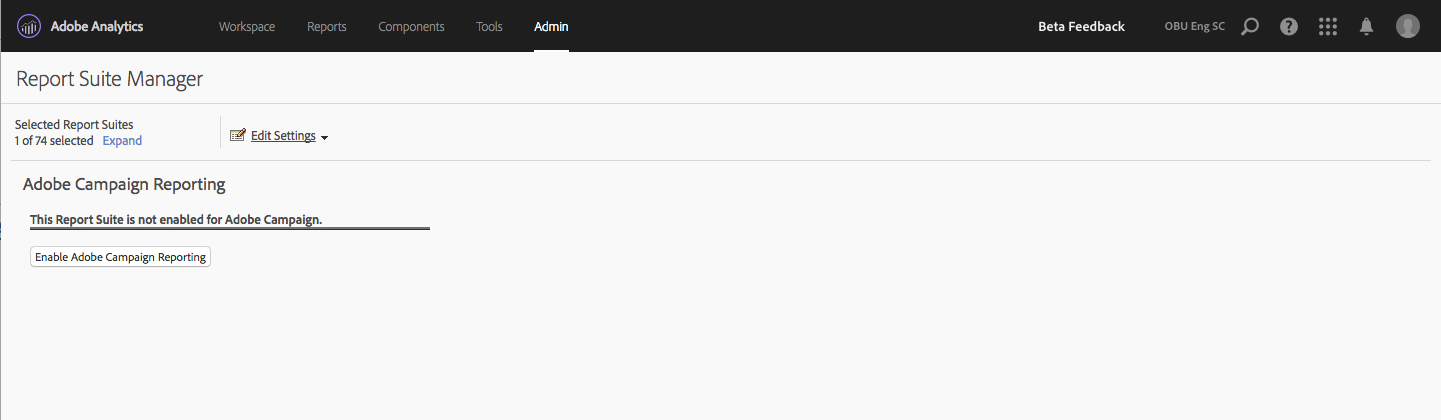 Adobe Analytics Workspace Reports Components Tools Admin Beta Feedback OBU Eng SC
Report Suite Manager
Selected Report Suites
1 of 74 selected Expand
Edit Settings
Adobe Campaign Reporting
This Report Suite is not enabled for Adobe Campaign.
Enable Adobe Campaign Reporting